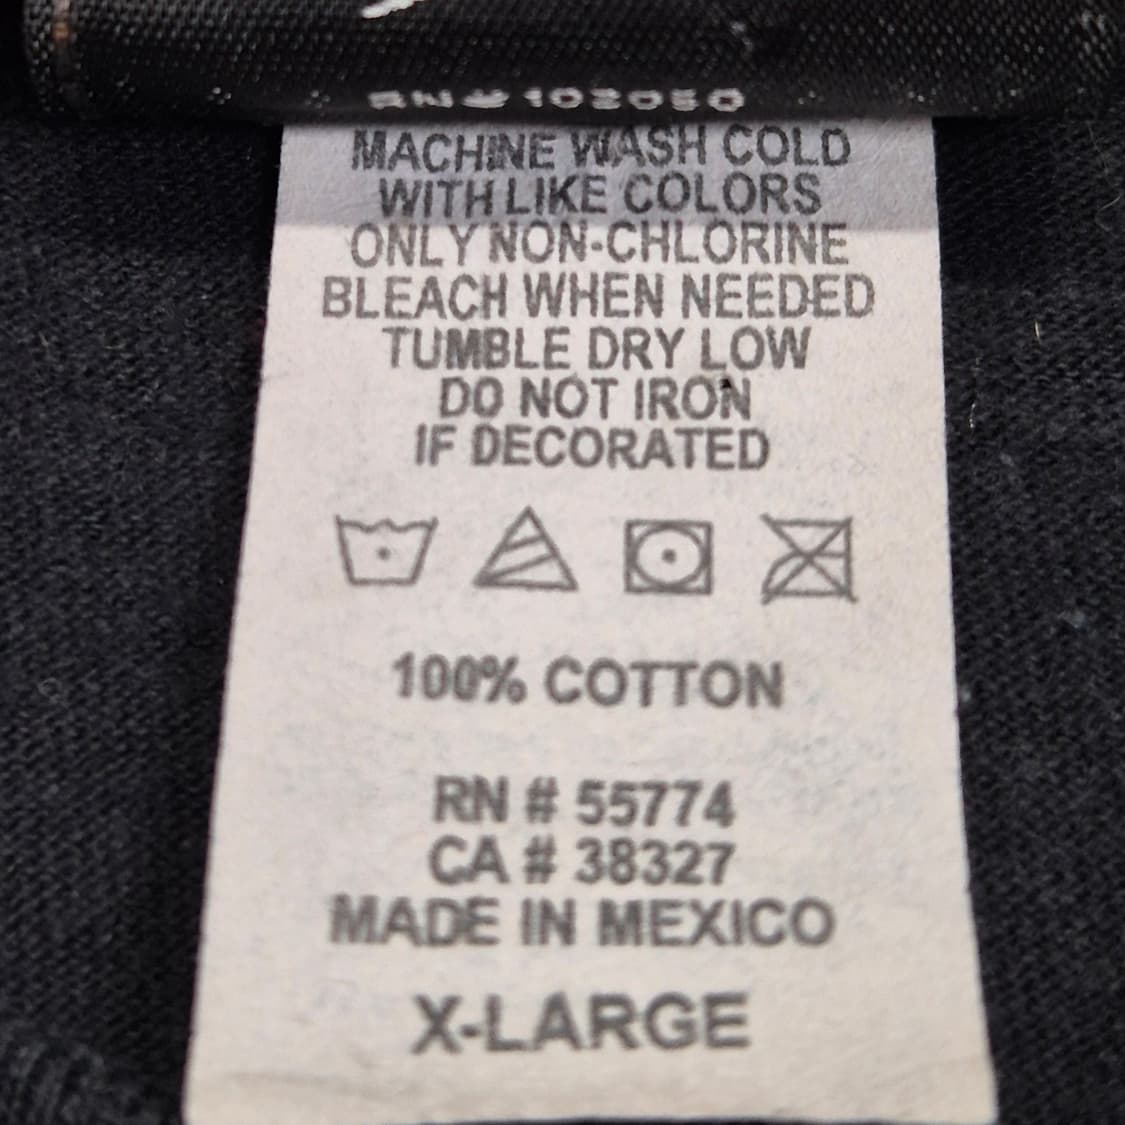 RN# 103050
MACHINE WASH COLD
WITH LIKE COLORS
ONLY NON-CHLORINE
BLEACH WHEN NEEDED
TUMBLE DRY LOW
DO NOT IRON
IF DECORATED
100% COTTON
RN # 55774
CA # 38327
MADE IN MEXICO
X-LARGE